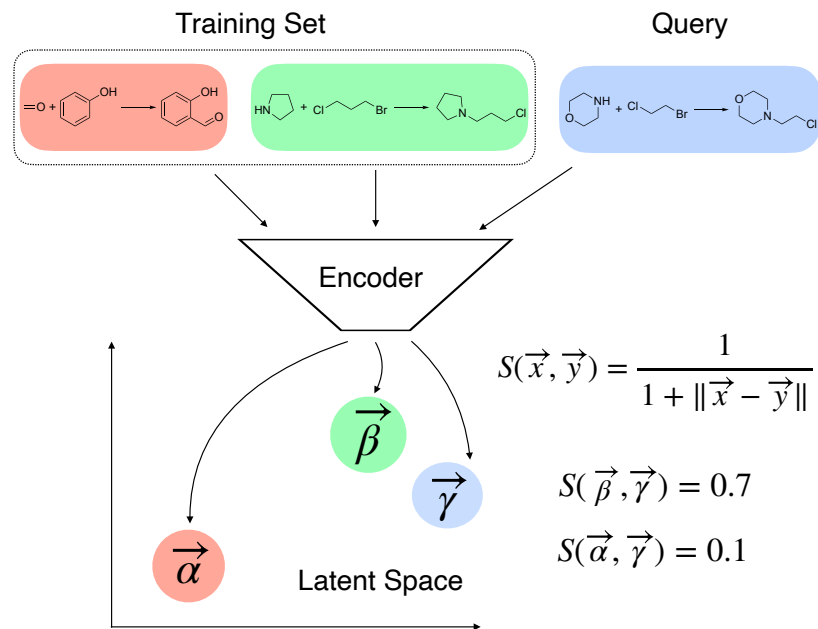 Training Set
Query
=O + OH OH O
HN + Cl Br N Cl
O NH + Cl Br O N Cl
Encoder
S(x⃗, y⃗) = 1 / (1 + ‖x⃗ − y⃗‖)
β⃗
γ⃗
S(β⃗, γ⃗) = 0.7
α⃗
S(α⃗, γ⃗) = 0.1
Latent Space